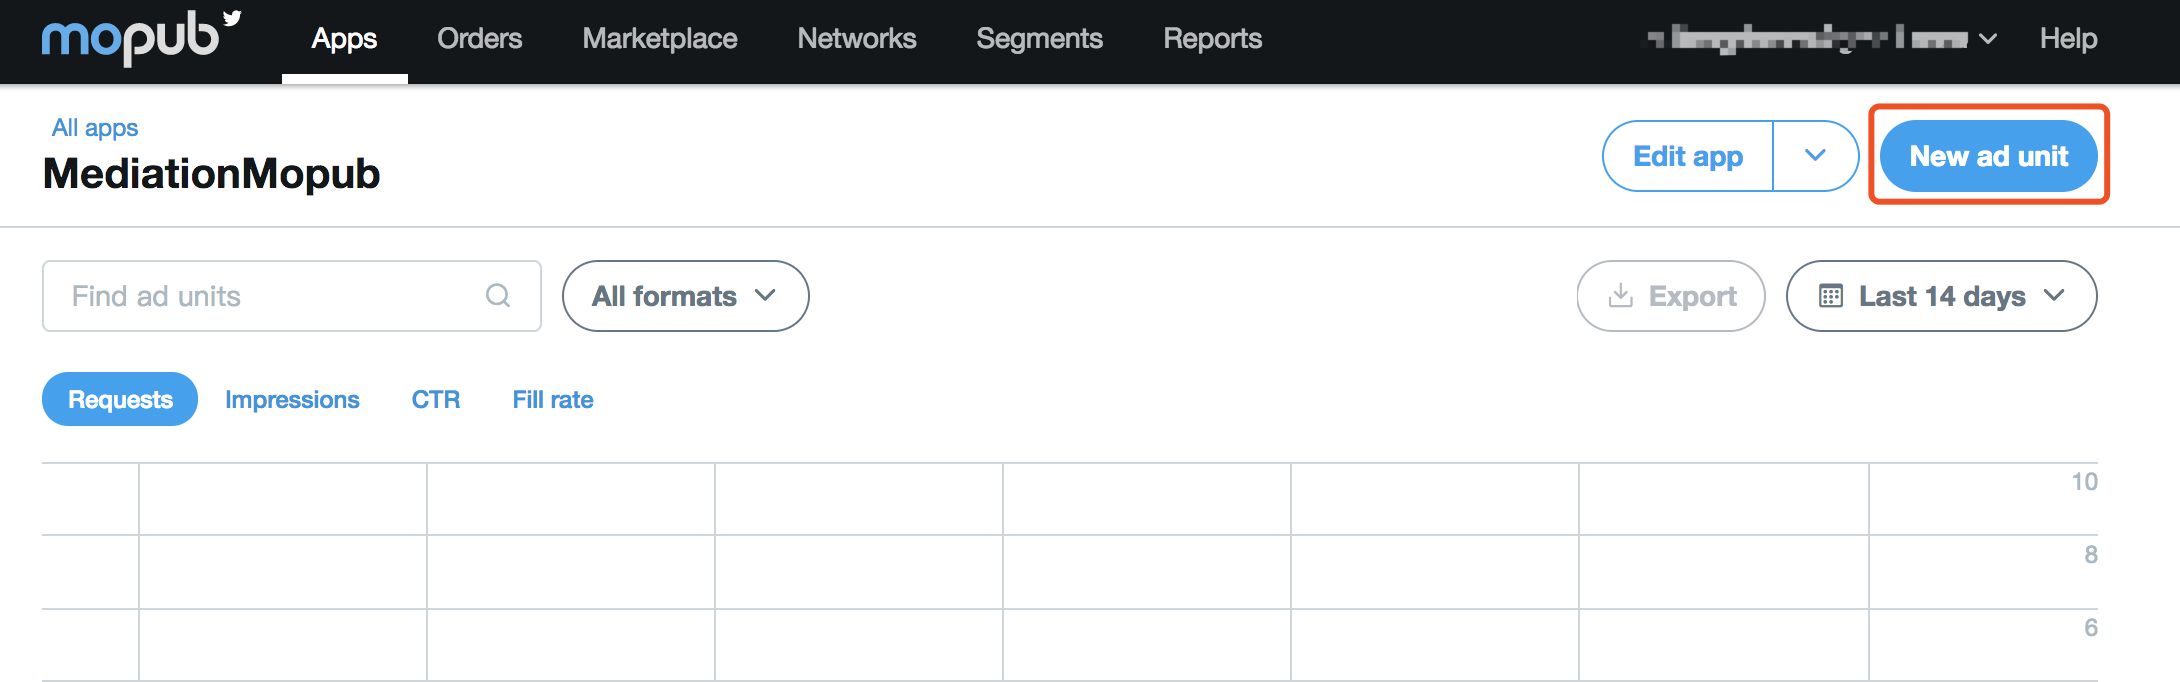 mopub Apps Orders Marketplace Networks Segments Reports Help
All apps
MediationMopub
Edit app New ad unit
Find ad units All formats Export Last 14 days
Requests Impressions CTR Fill rate
10
8
6